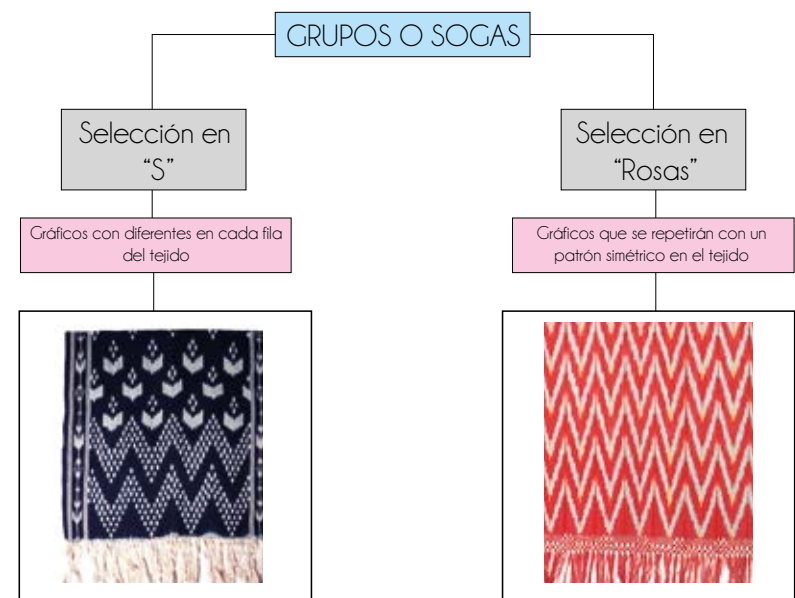 GRUPOS O SOGAS
Selección en
“S”
Gráficos con diferentes en cada fila
del tejido
Selección en
“Rosas”
Gráficos que se repetirán con un
patrón simétrico en el tejido